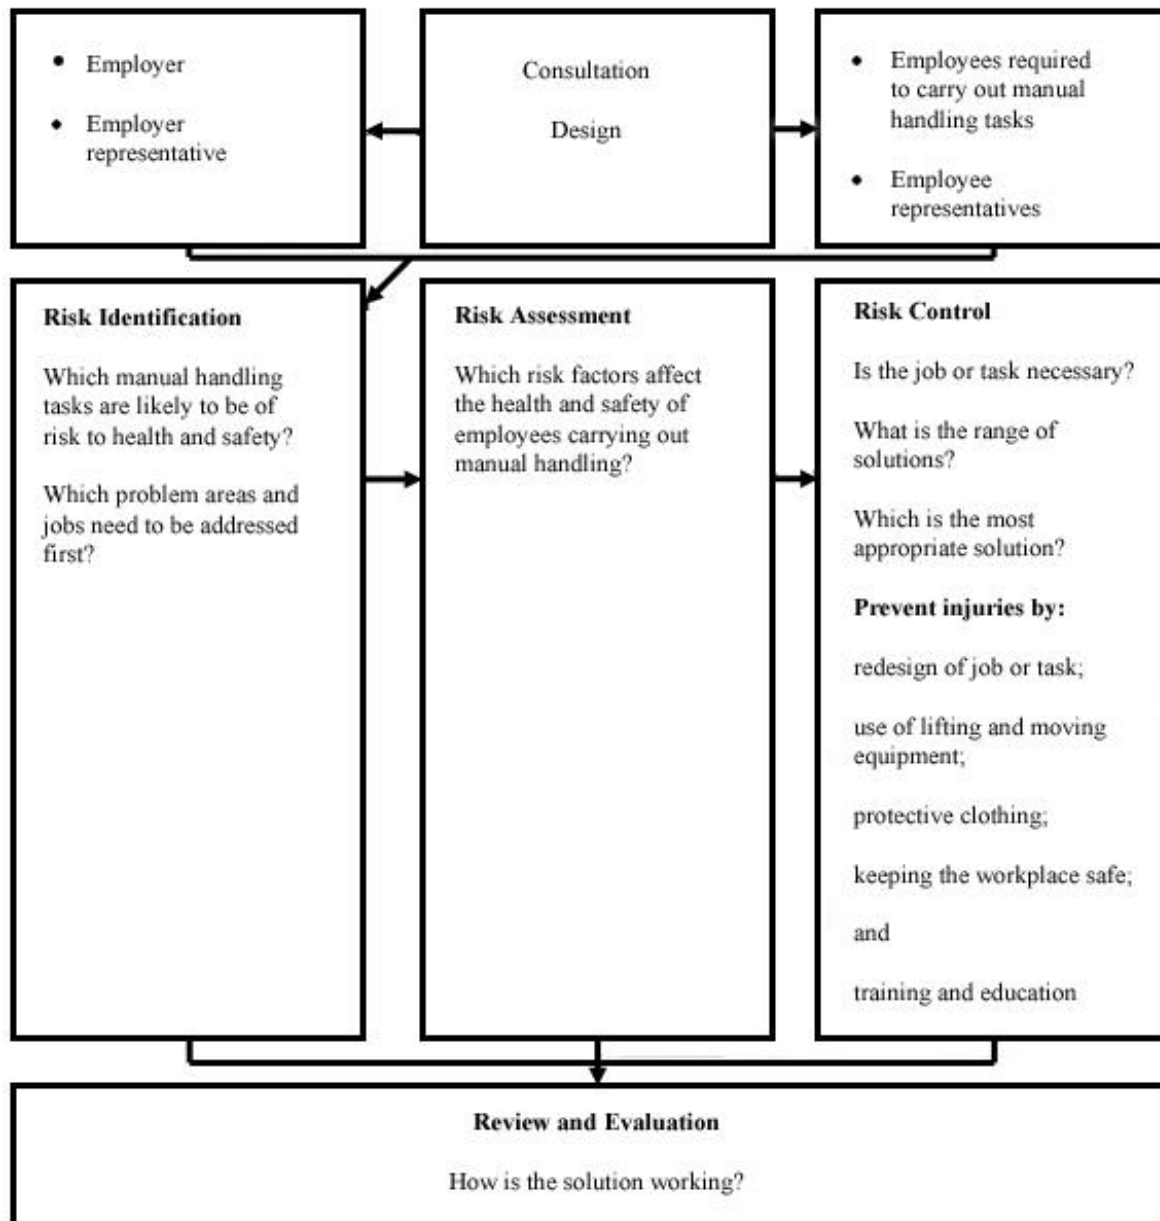 • Employer
• Employer
representative
Consultation
Design
• Employees required
to carry out manual
handling tasks
• Employee
representatives
Risk Identification
Which manual handling
tasks are likely to be of
risk to health and safety?
Which problem areas and
jobs need to be addressed
first?
Risk Assessment
Which risk factors affect
the health and safety of
employees carrying out
manual handling?
Risk Control
Is the job or task necessary?
What is the range of
solutions?
Which is the most
appropriate solution?
Prevent injuries by:
redesign of job or task;
use of lifting and moving
equipment;
protective clothing;
keeping the workplace safe;
and
training and education
Review and Evaluation
How is the solution working?